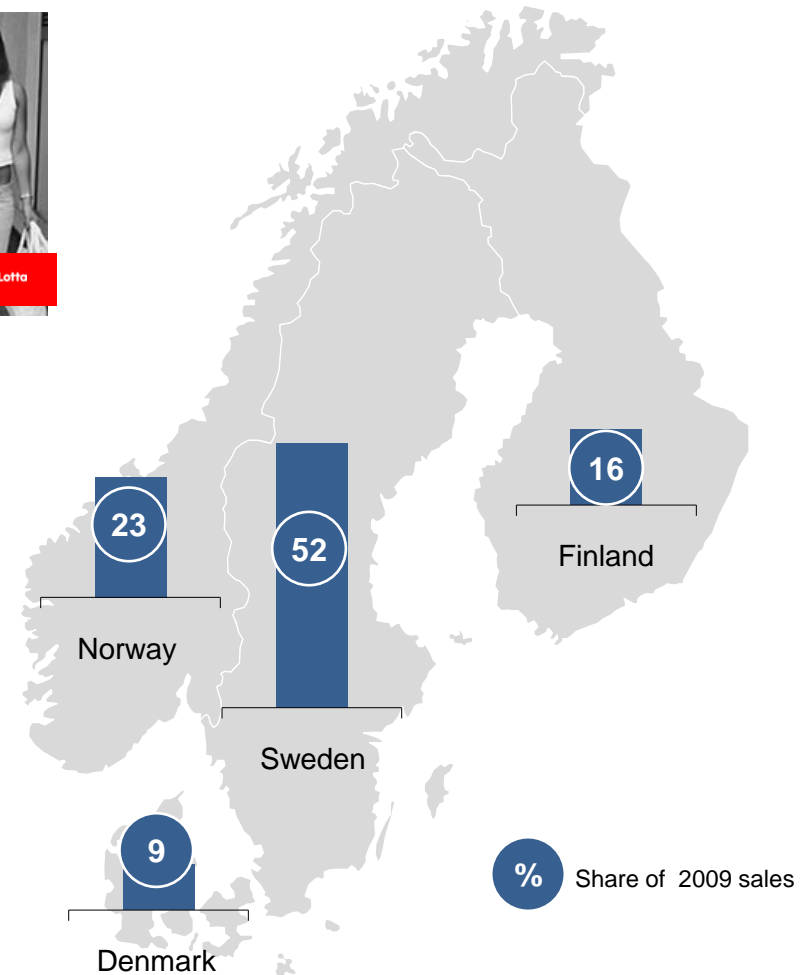 Lotta
16
23
52
Finland
Norway
Sweden
9
% Share of 2009 sales
Denmark